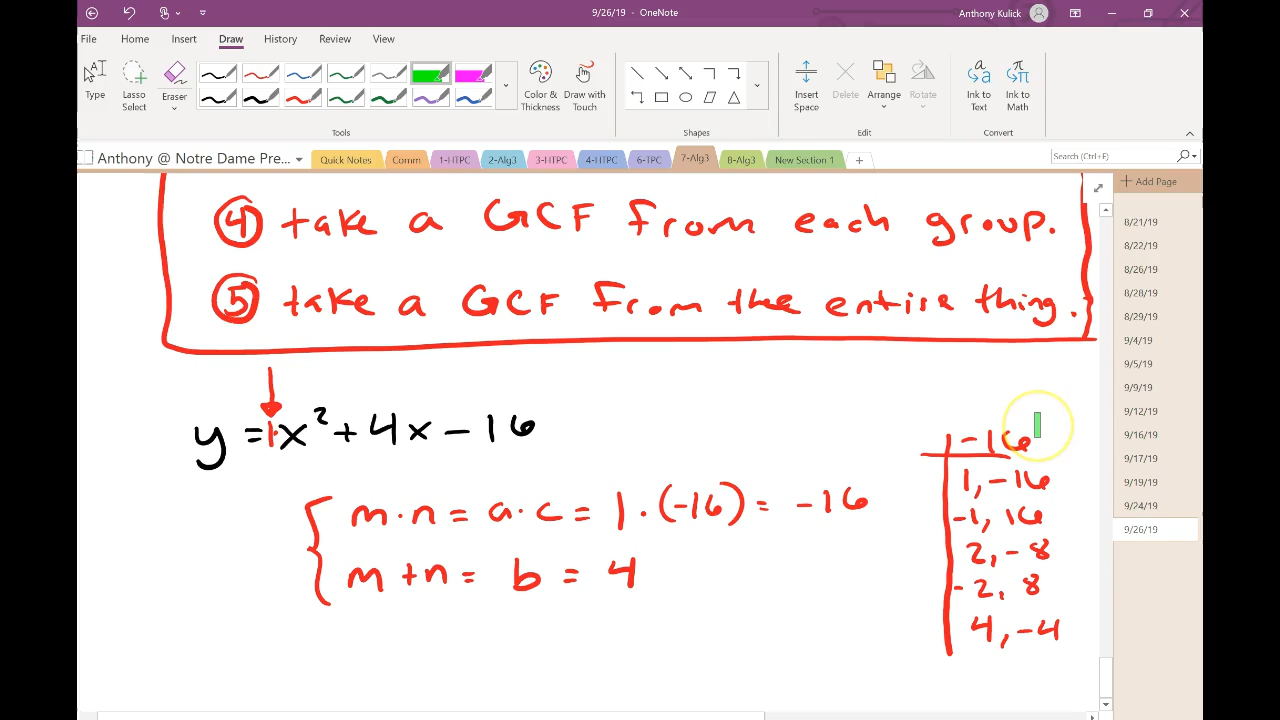 9/26/19 - OneNote
Anthony Kulick
File Home Insert Draw History Review View
Type
Lasso Select
Eraser
Color & Thickness
Draw with Touch
Insert Space
Delete
Arrange
Rotate
Ink to Text
Ink to Math
Tools
Shapes
Edit
Convert
Anthony @ Notre Dame Pre...
Quick Notes Comm 1-HTPC 2-Alg3 3-HTPC 4-HTPC 6-TPC 7-Alg3 8-Alg3 New Section 1 +
Search (Ctrl+F)
+ Add Page
8/21/19
8/22/19
8/26/19
8/28/19
8/29/19
9/4/19
9/5/19
9/9/19
9/12/19
9/16/19
9/17/19
9/19/19
9/24/19
9/26/19
④ take a GCF from each group.
⑤ take a GCF from the entire thing.
y = 1·x² + 4x - 16
m·n = a·c = 1·(-16) = -16
m+n = b = 4
-16
1, -16
-1, 16
2, -8
-2, 8
4, -4